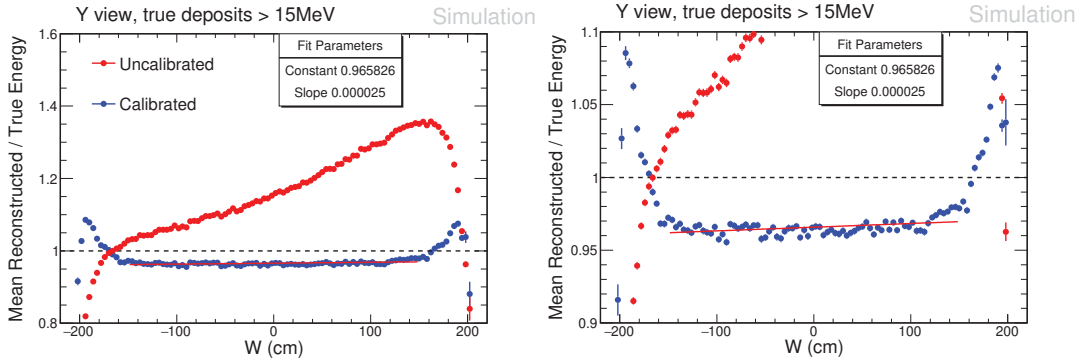 Y view, true deposits > 15MeV
Simulation
Mean Reconstructed / True Energy
1.6
1.4
1.2
1
0.8
Fit Parameters
Constant 0.965826
Slope 0.000025
Uncalibrated
Calibrated
−200
−100
0
100
200
W (cm)
Y view, true deposits > 15MeV
Simulation
Mean Reconstructed / True Energy
1.1
1.05
1
0.95
0.9
Fit Parameters
Constant 0.965826
Slope 0.000025
−200
−100
0
100
200
W (cm)